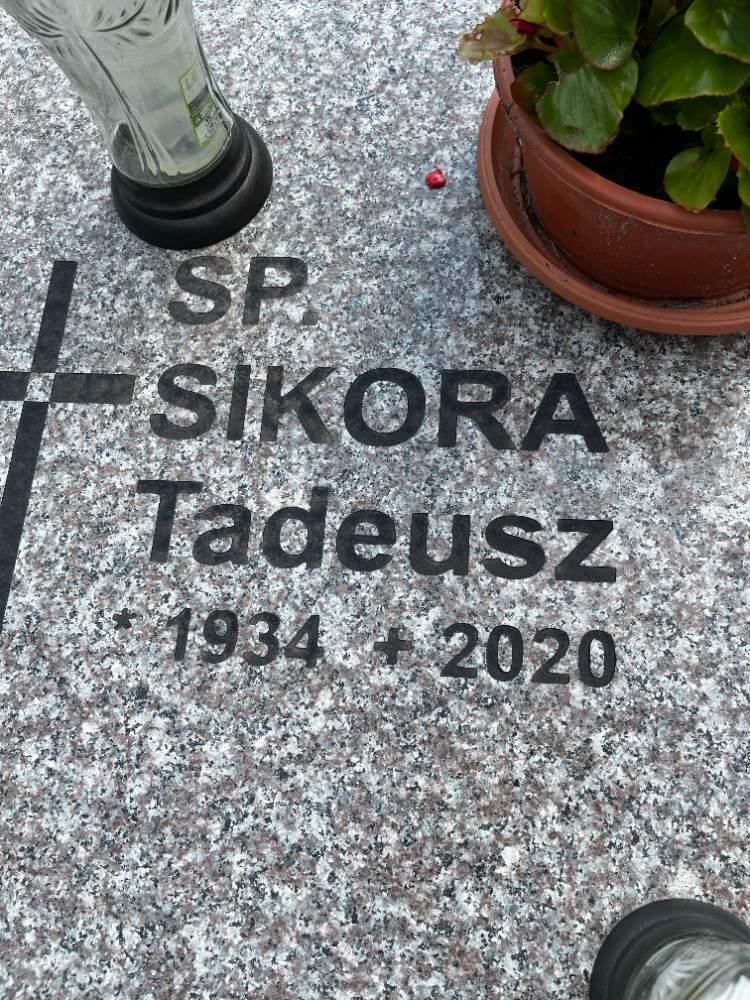 SP.
SIKORA
Tadeusz
* 1934 + 2020